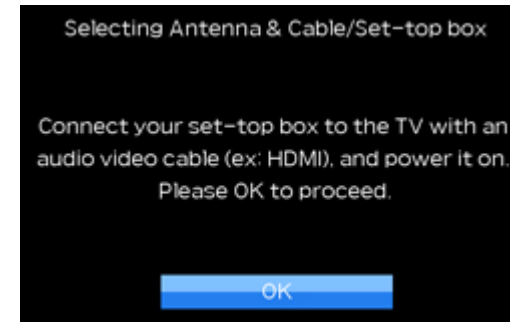 Selecting Antenna & Cable/Set-top box
Connect your set-top box to the TV with an
audio video cable (ex: HDMI), and power it on.
Please OK to proceed.
OK